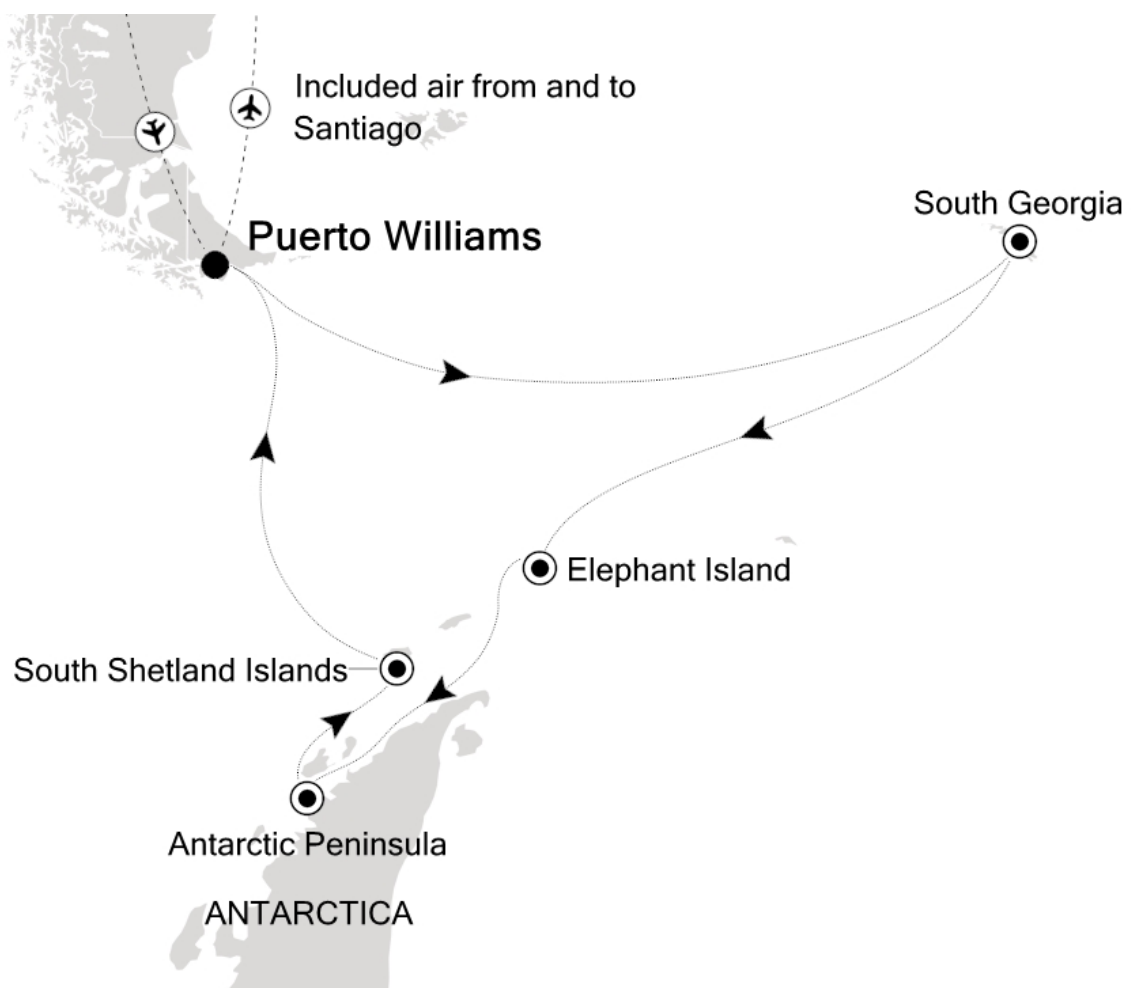 Included air from and to
Santiago
South Georgia
Puerto Williams
Elephant Island
South Shetland Islands
Antarctic Peninsula
ANTARCTICA